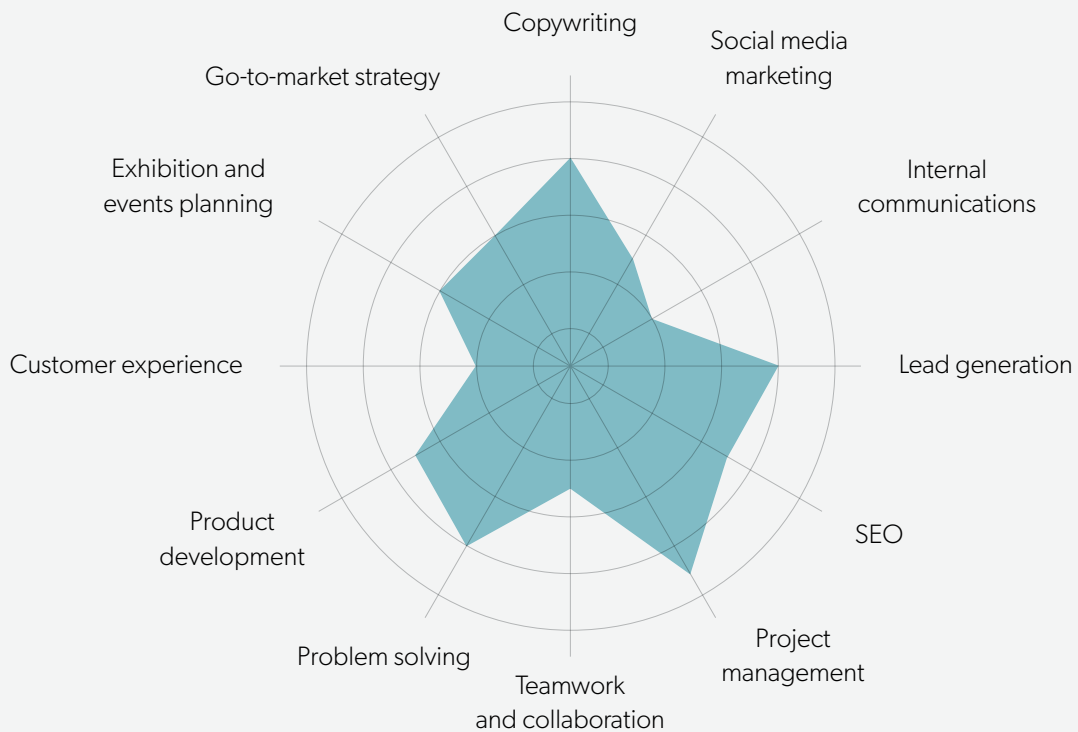 Copywriting
Social media
marketing
Internal
communications
Lead generation
SEO
Project
management
Teamwork
and collaboration
Problem solving
Product
development
Customer experience
Exhibition and
events planning
Go-to-market strategy